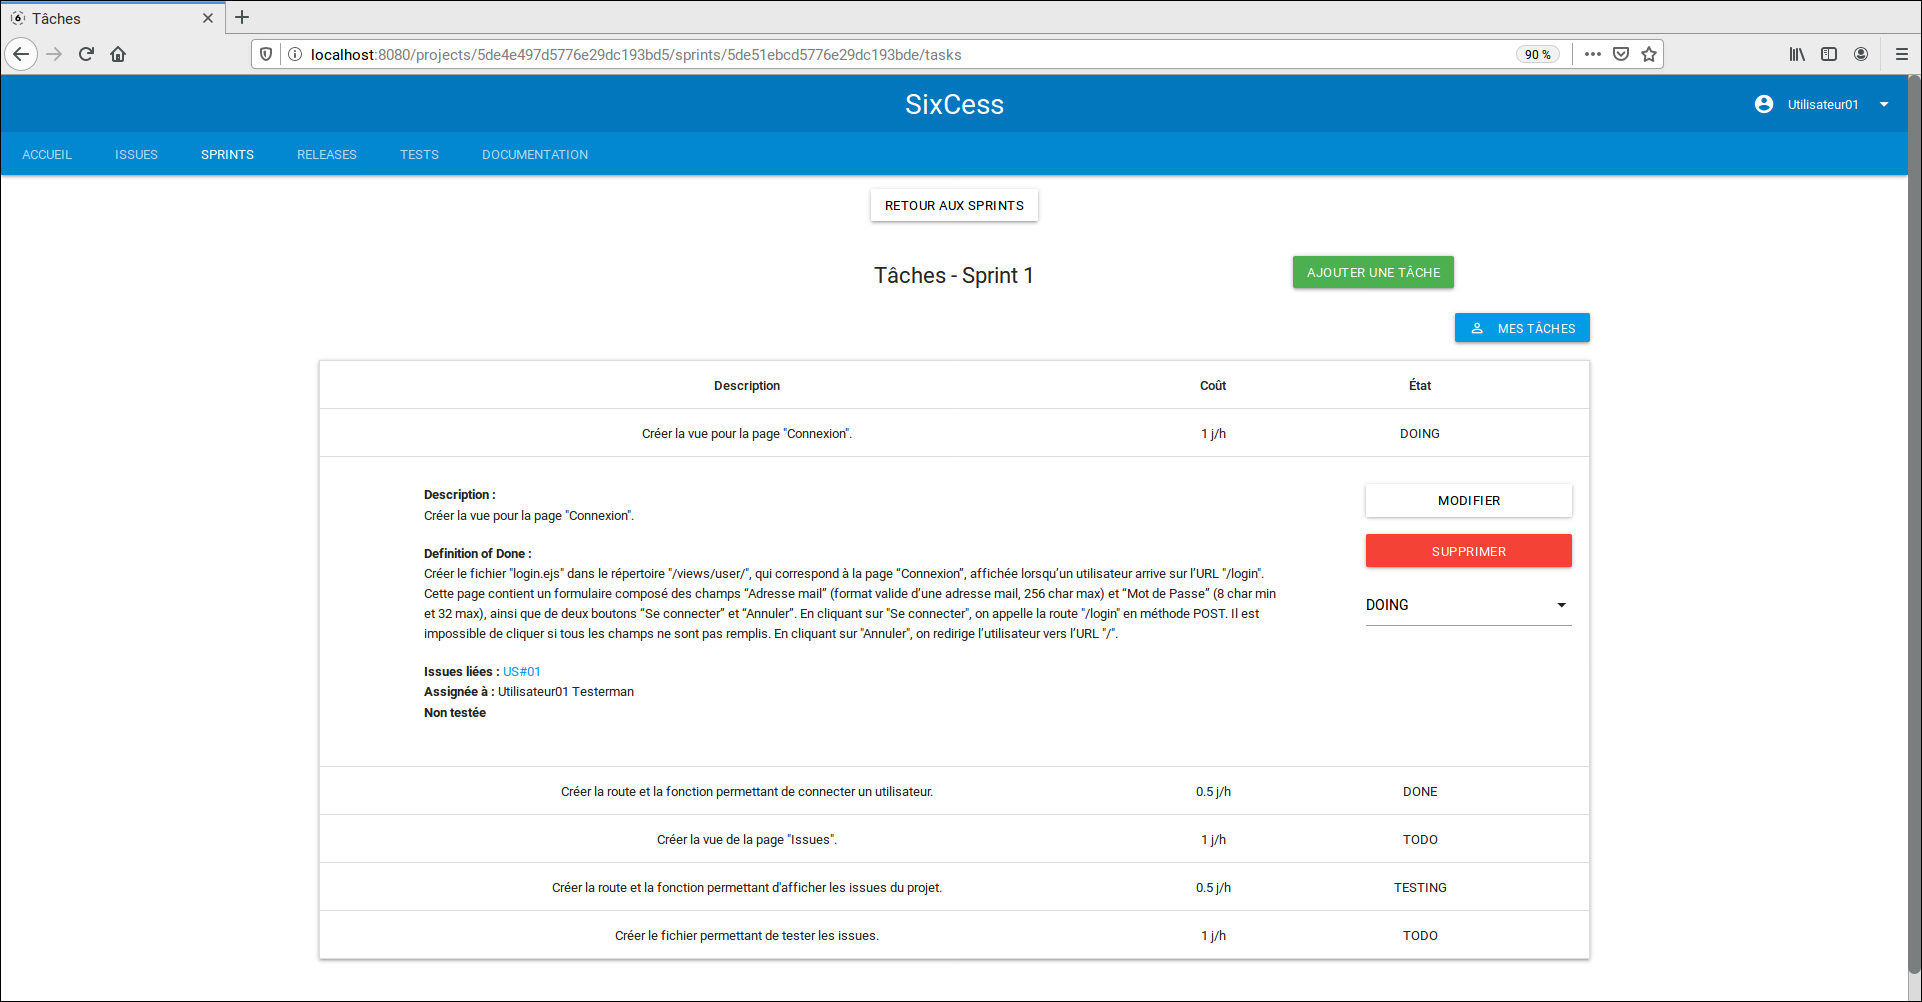 Tâches
localhost:8080/projects/5de4e497d5776e29dc193bd5/sprints/5de51ebcd5776e29dc193bde/tasks
90 %
SixCess
Utilisateur01
ACCUEIL ISSUES SPRINTS RELEASES TESTS DOCUMENTATION
RETOUR AUX SPRINTS
Tâches - Sprint 1
AJOUTER UNE TÂCHE
MES TÂCHES
Description Coût État
Créer la vue pour la page "Connexion". 1 j/h DOING
Description :
Créer la vue pour la page "Connexion".
Definition of Done :
Créer le fichier "login.ejs" dans le répertoire "/views/user/", qui correspond à la page “Connexion”, affichée lorsqu’un utilisateur arrive sur l’URL "/login".
Cette page contient un formulaire composé des champs “Adresse mail” (format valide d’une adresse mail, 256 char max) et “Mot de Passe” (8 char min
et 32 max), ainsi que de deux boutons “Se connecter” et “Annuler”. En cliquant sur "Se connecter", on appelle la route "/login" en méthode POST. Il est
impossible de cliquer si tous les champs ne sont pas remplis. En cliquant sur "Annuler", on redirige l’utilisateur vers l’URL "/".
Issues liées : US#01
Assignée à : Utilisateur01 Testerman
Non testée
MODIFIER
SUPPRIMER
DOING
Créer la route et la fonction permettant de connecter un utilisateur. 0.5 j/h DONE
Créer la vue de la page "Issues". 1 j/h TODO
Créer la route et la fonction permettant d'afficher les issues du projet. 0.5 j/h TESTING
Créer le fichier permettant de tester les issues. 1 j/h TODO